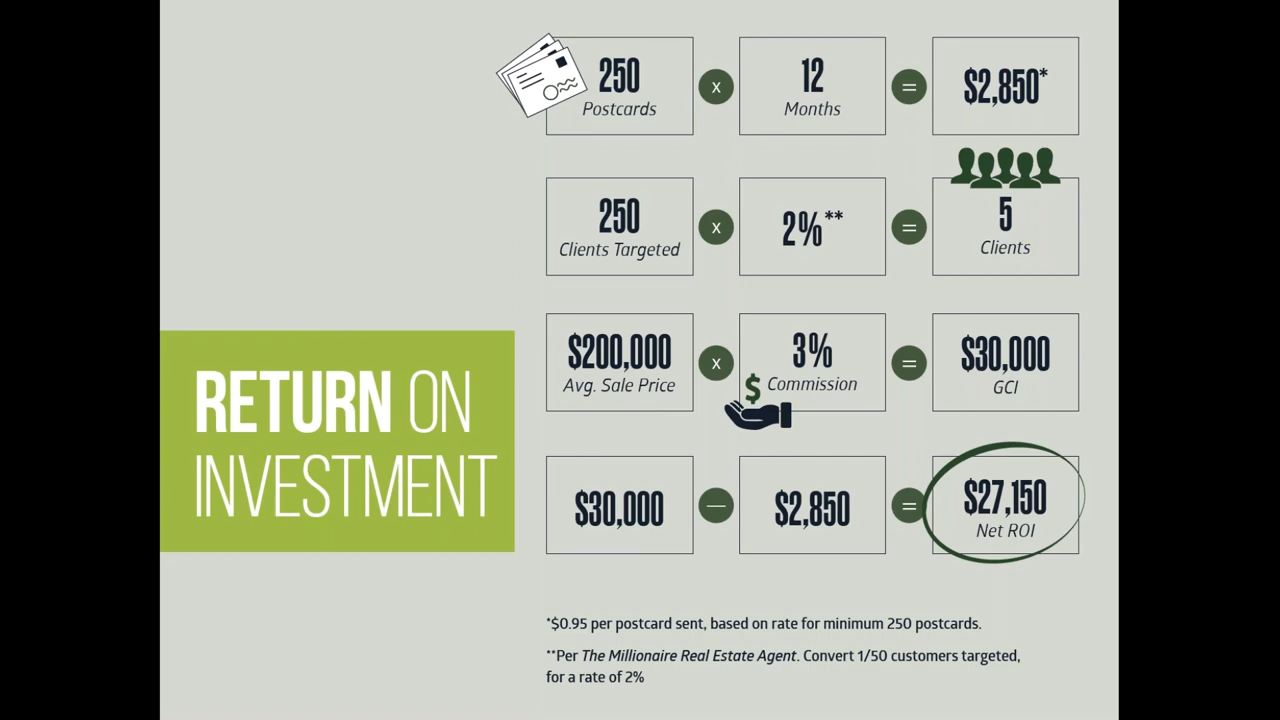 250
Postcards
x
12
Months
=
$2,850*
250
Clients Targeted
x
2%**
=
5
Clients
$200,000
Avg. Sale Price
x
3%
$ Commission
=
$30,000
GCI
$30,000
—
$2,850
=
$27,150
Net ROI
RETURN ON
INVESTMENT
*$0.95 per postcard sent, based on rate for minimum 250 postcards.
**Per The Millionaire Real Estate Agent. Convert 1/50 customers targeted,
for a rate of 2%